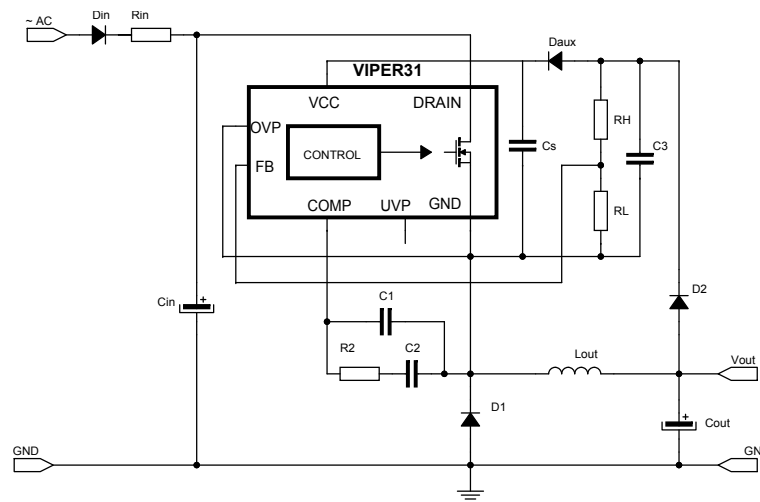 ~ AC
Din
Rin
Daux
VIPER31
VCC
DRAIN
OVP
RH
CONTROL
Cs
C3
FB
COMP
UVP
GND
RL
Cin
+
C1
D2
R2
C2
Lout
Vout
D1
+
Cout
GND
GN